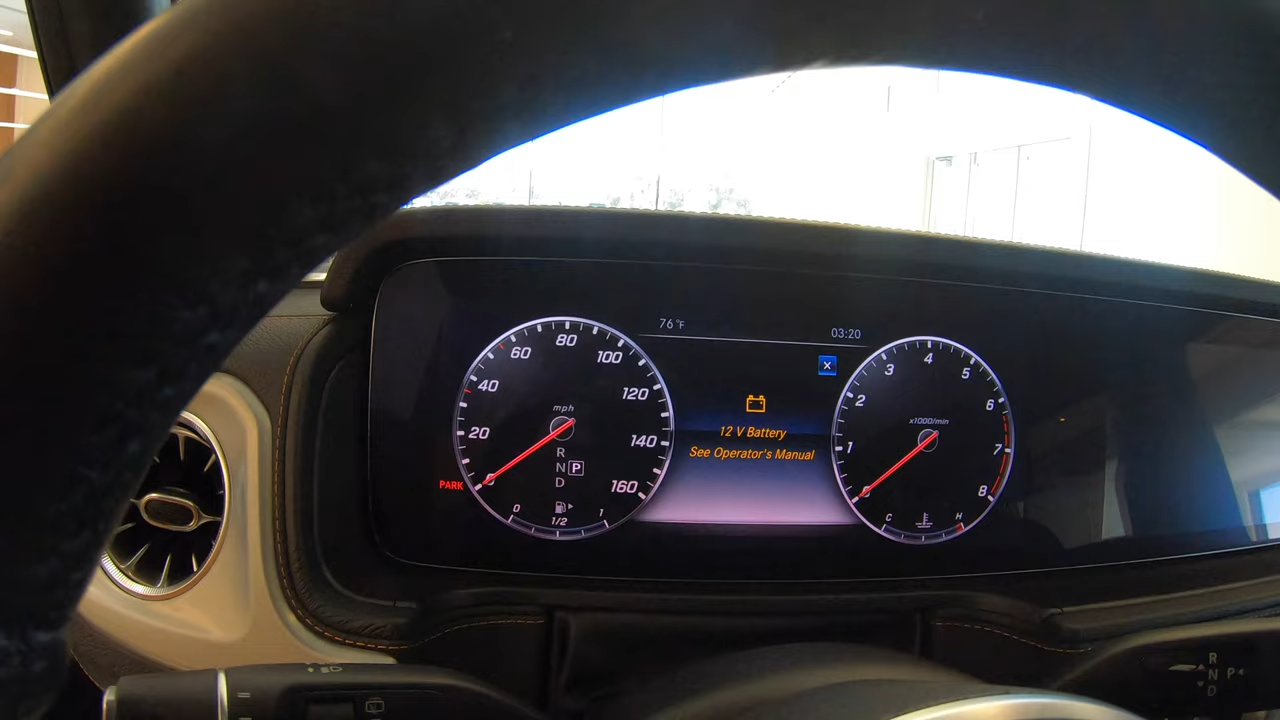 76°F
03:20
X
12 V Battery
See Operator's Manual
20
40
60
80
100
120
140
160
mph
R
N P
D
PARK
0
1/2
1
1
2
3
4
5
6
7
8
x1000/min
C
H
R
N P
D